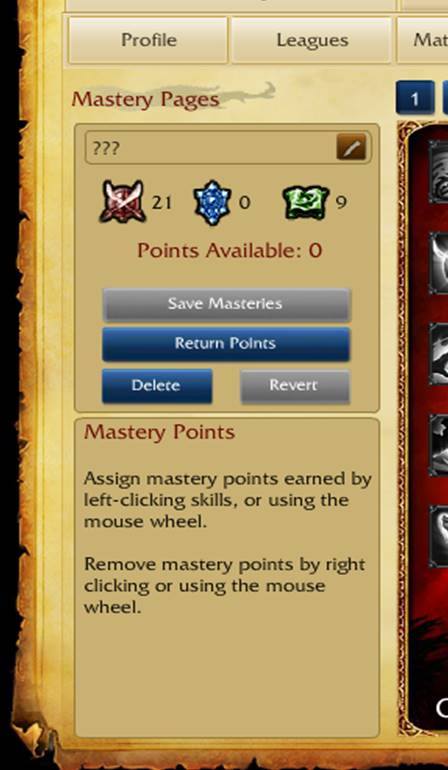 Profile
Leagues
Mat
Mastery Pages
1
???
21
0
9
Points Available: 0
Save Masteries
Return Points
Delete
Revert
Mastery Points
Assign mastery points earned by
left-clicking skills, or using the
mouse wheel.
Remove mastery points by right
clicking or using the mouse
wheel.